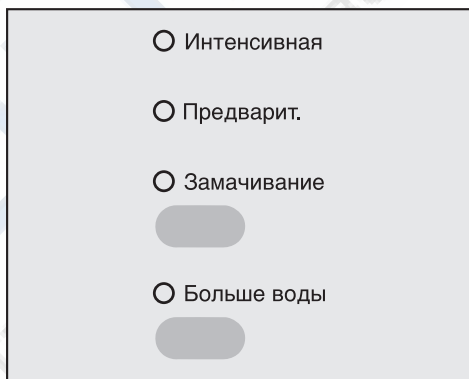 Интенсивная
Предварит.
Замачивание
Больше воды